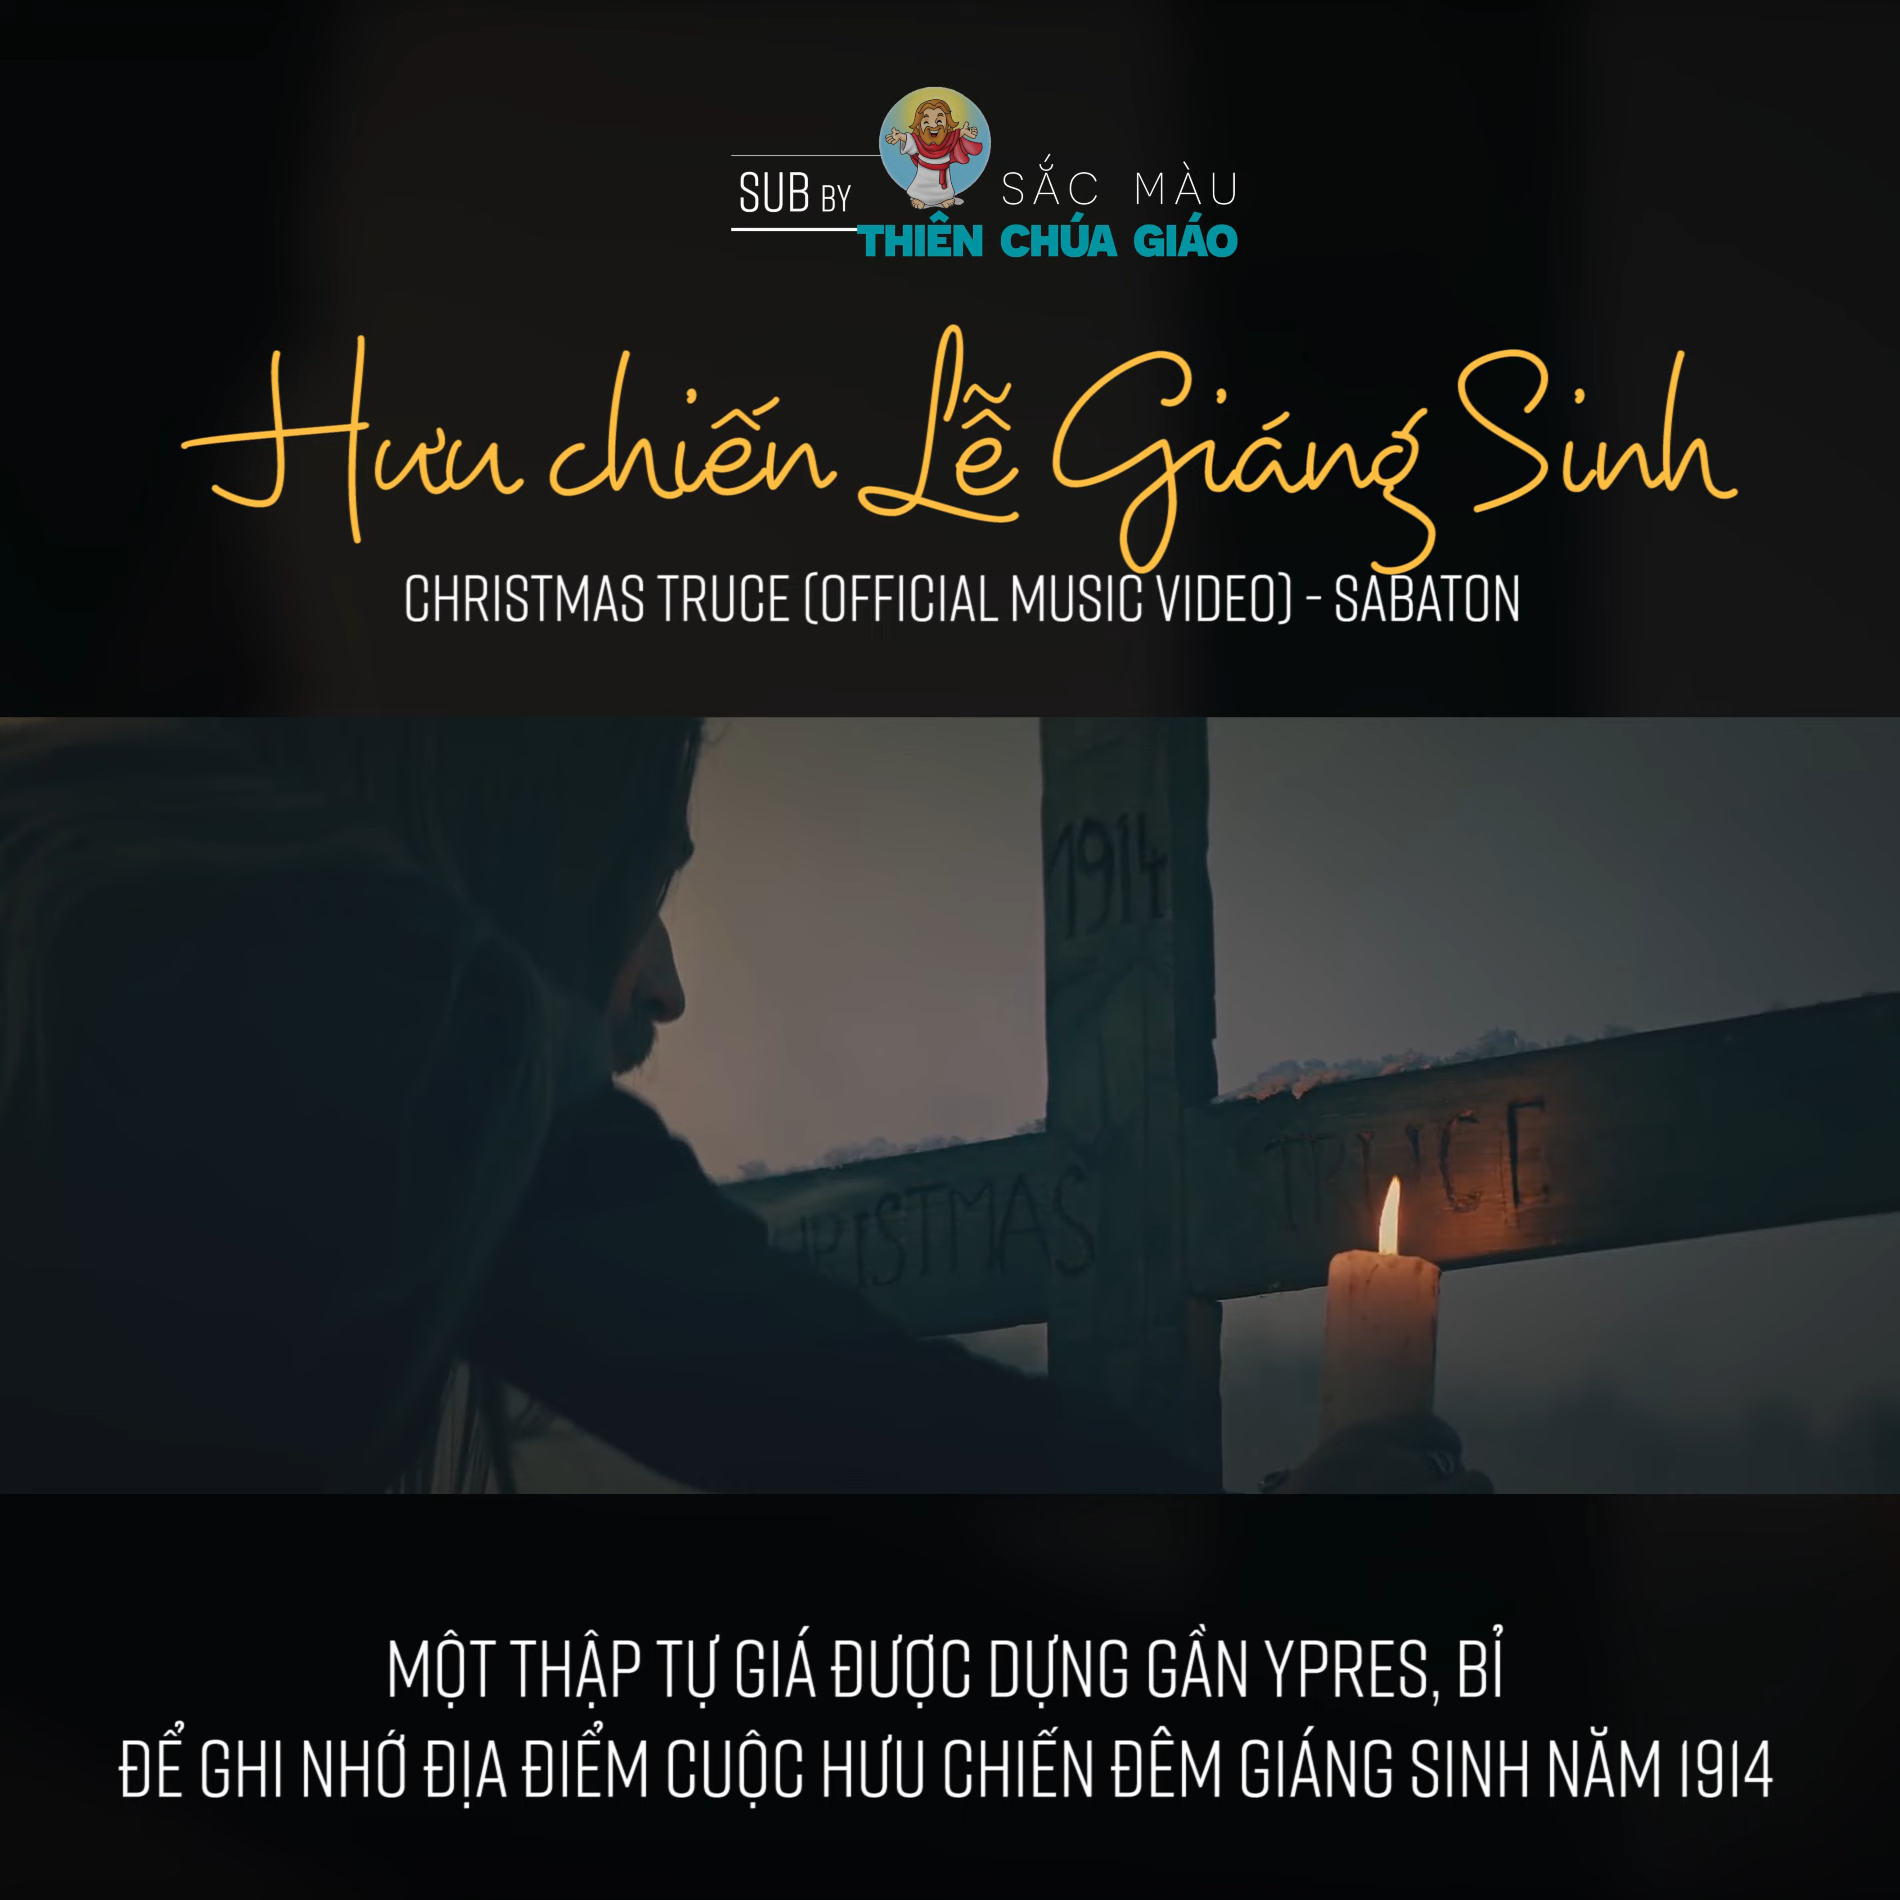 SUB BY
SẮC MÀU
THIÊN CHÚA GIÁO
Hưu chiến Lễ Giáng Sinh
CHRISTMAS TRUCE (OFFICIAL MUSIC VIDEO) - SABATON
1914
TRUCE
RISTMAS
MỘT THẬP TỰ GIÁ ĐƯỢC DỰNG GẦN YPRES, BỈ
ĐỂ GHI NHỚ ĐỊA ĐIỂM CUỘC HƯU CHIẾN ĐÊM GIÁNG SINH NĂM 1914